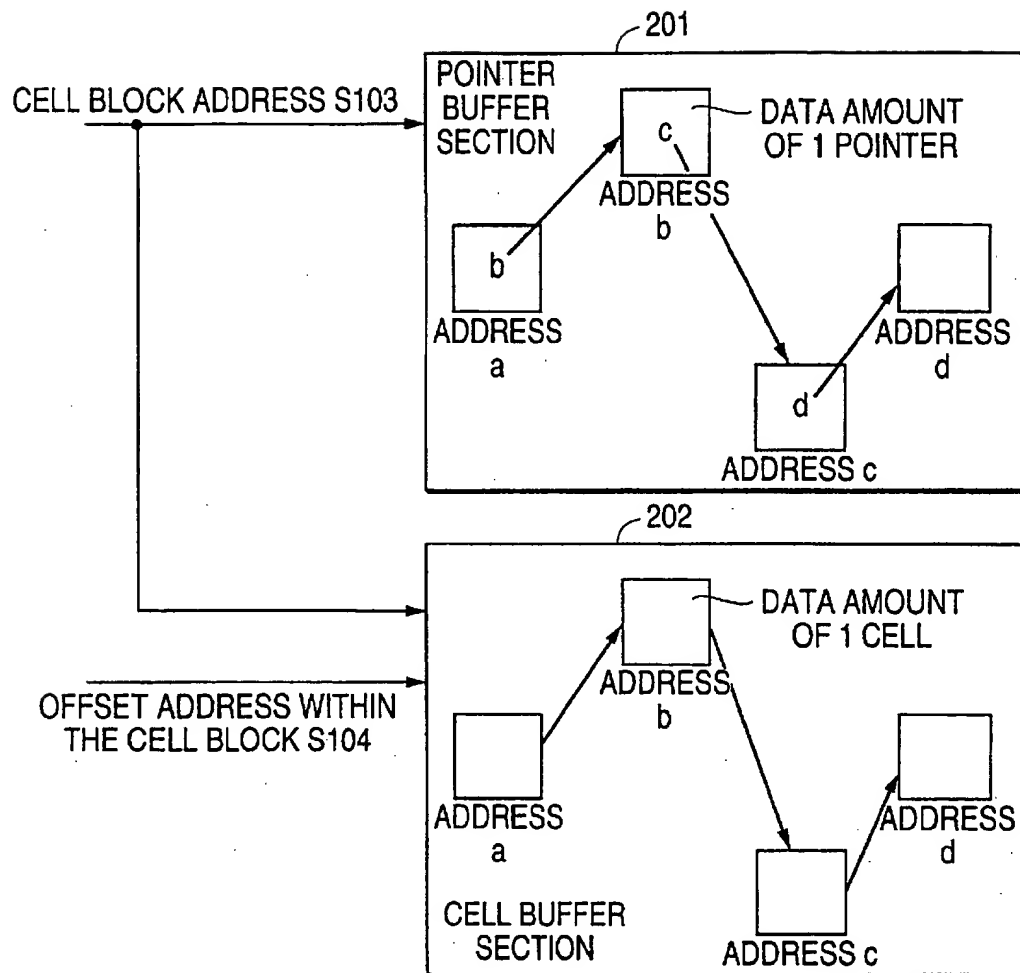 201
CELL BLOCK ADDRESS S103
POINTER
BUFFER
SECTION
c
DATA AMOUNT
OF 1 POINTER
ADDRESS
b
b
ADDRESS
a
ADDRESS
d
d
ADDRESS c
202
DATA AMOUNT
OF 1 CELL
ADDRESS
b
OFFSET ADDRESS WITHIN
THE CELL BLOCK S104
ADDRESS
a
ADDRESS
d
CELL BUFFER
SECTION
ADDRESS c